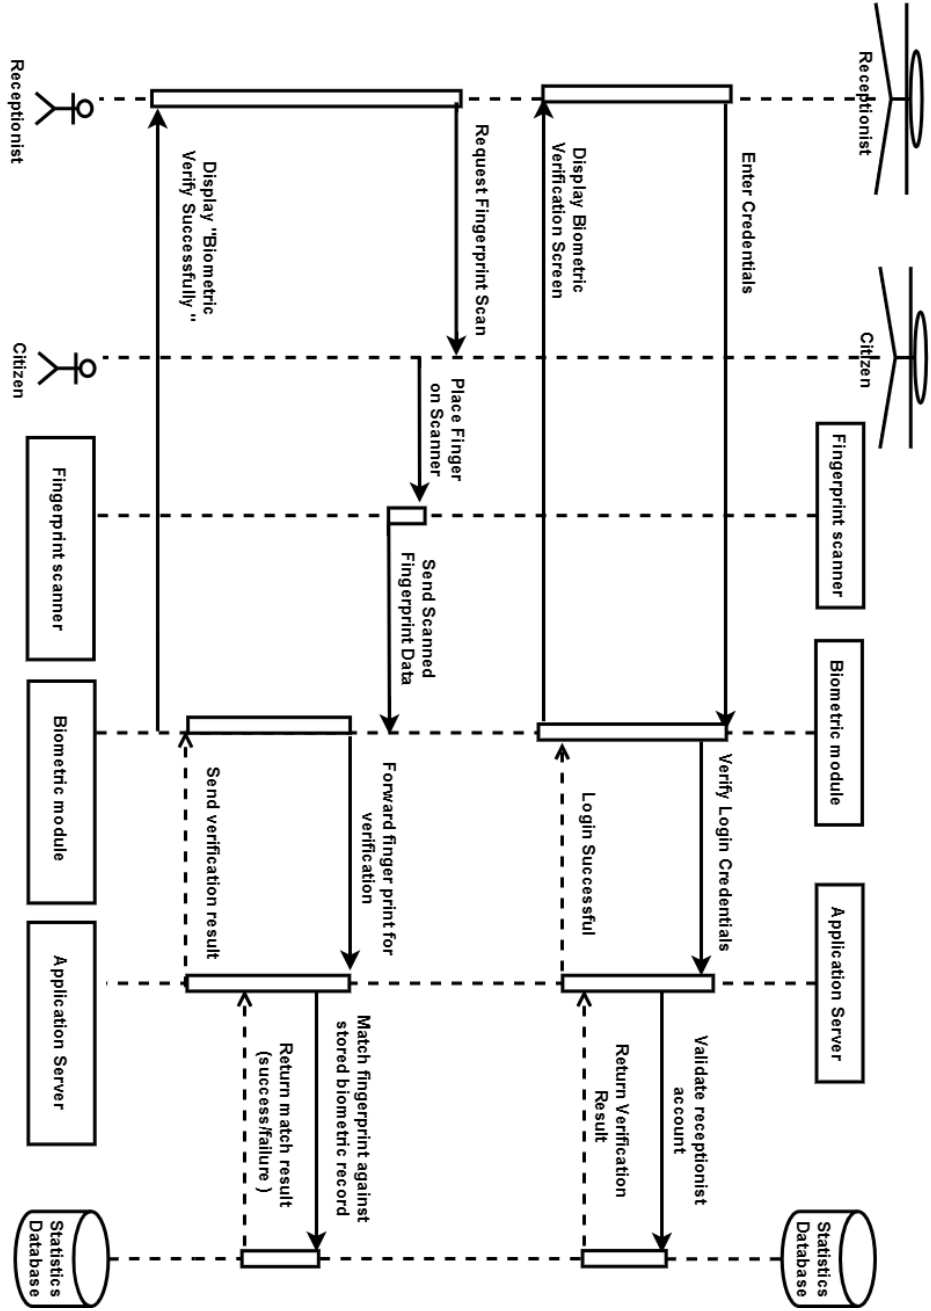 Receptionist
Citizen
Fingerprint scanner
Biometric module
Application Server
Statistics
Database
Enter Credentials
Verify Login Credentials
Validate receptionist
account
Return Verification
Result
Login Successful
Display Biometric
Verification Screen
Request Fingerprint Scan
Place Finger
on Scanner
Send Scanned
Fingerprint Data
Forward finger print for
verification
Match fingerprint against
stored biometric record
Return match result
(success/failure )
Send verification result
Display "Biometric
Verify Successfully "
Receptionist
Citizen
Fingerprint scanner
Biometric module
Application Server
Statistics
Database